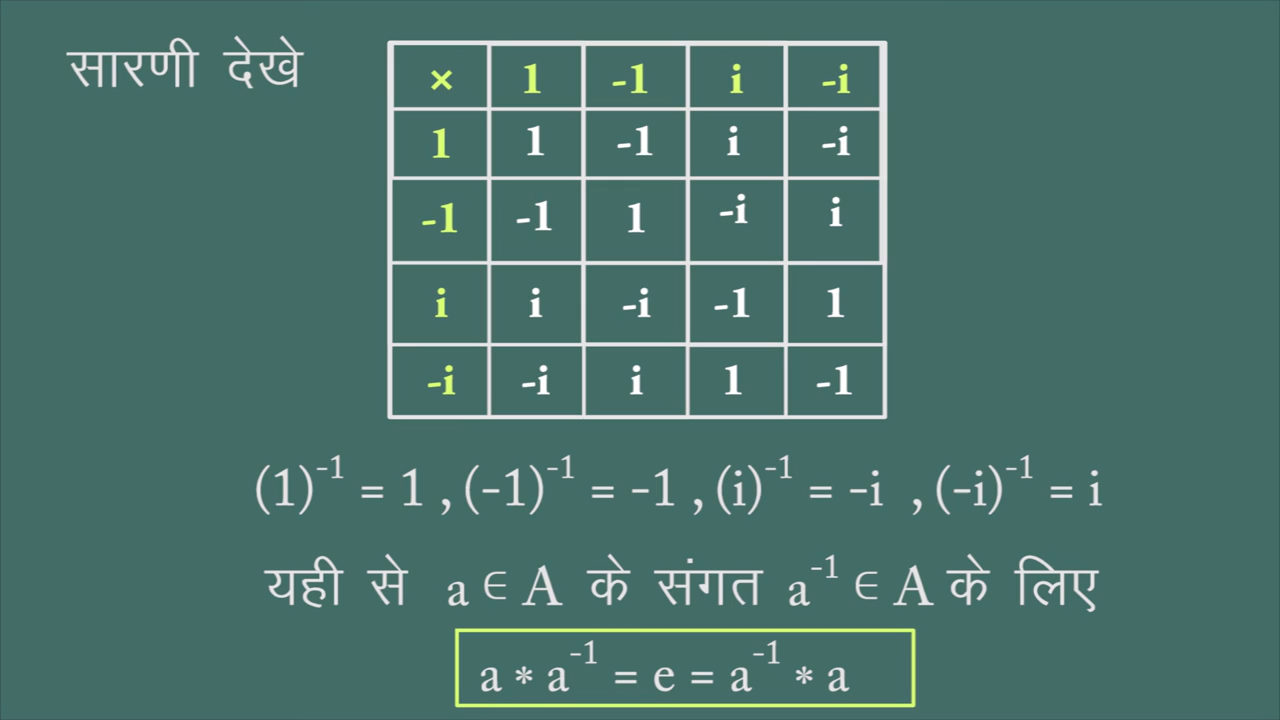 सारणी देखे
× 1 -1 i -i
1 1 -1 i -i
-1 -1 1 -i i
i i -i -1 1
-i -i i 1 -1
(1)⁻¹ = 1 , (-1)⁻¹ = -1 , (i)⁻¹ = -i , (-i)⁻¹ = i
यही से a ∈ A के संगत a⁻¹ ∈ A के लिए
a * a⁻¹ = e = a⁻¹ * a